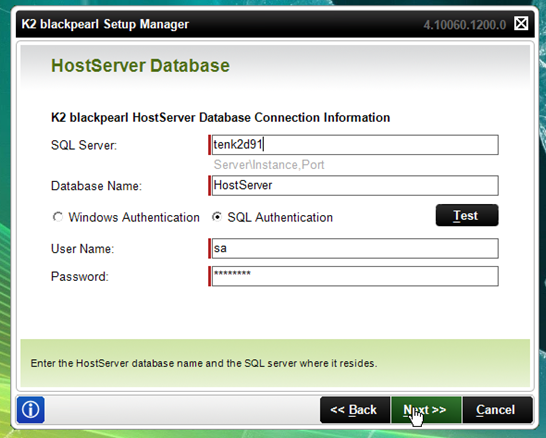 K2 blackpearl Setup Manager 4.10060.1200.0
HostServer Database
K2 blackpearl HostServer Database Connection Information
SQL Server: tenk2d91
Server\Instance,Port
Database Name: HostServer
Windows Authentication SQL Authentication Test
User Name: sa
Password: ********
Enter the HostServer database name and the SQL server where it resides.
<< Back Next >> Cancel